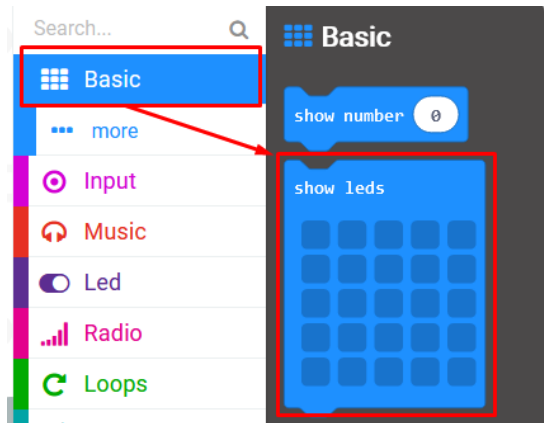 Search...
Basic
more
Input
Music
Led
Radio
Loops
Basic
show number 0
show leds